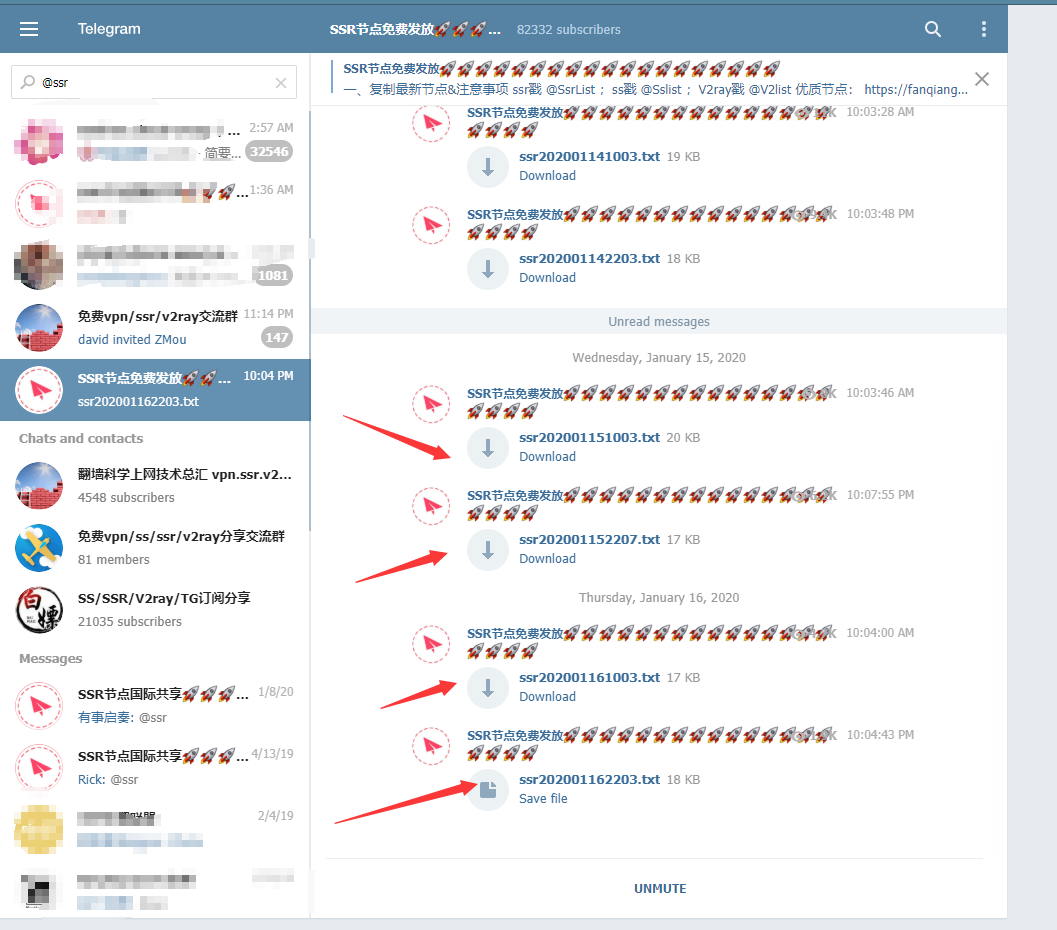 Telegram
SSR节点免费发放🚀🚀🚀... 82332 subscribers
@ssr
SSR节点免费发放🚀🚀🚀🚀🚀🚀🚀🚀🚀🚀🚀🚀🚀🚀🚀🚀🚀🚀🚀
一、复制最新节点&注意事项 ssr戳 @SsrList ； ss戳 @Sslist ； V2ray戳 @V2list 优质节点： https://fanqiang...
2:57 AM
简要...
32546
1:36 AM
1081
免费vpn/ssr/v2ray交流群 11:14 PM
david invited ZMou 147
SSR节点免费发放🚀🚀... 10:04 PM
ssr202001162203.txt
Chats and contacts
翻墙科学上网技术总汇 vpn.ssr.v2...
4548 subscribers
免费vpn/ss/ssr/v2ray分享交流群
81 members
白嫖
SS/SSR/V2ray/TG订阅分享
21035 subscribers
Messages
SSR节点国际共享🚀🚀🚀... 1/8/20
有事启奏: @ssr
SSR节点国际共享🚀🚀🚀... 4/13/19
Rick: @ssr
2/4/19
SSR节点免费发放🚀🚀🚀🚀🚀🚀🚀🚀🚀🚀🚀🚀🚀🚀🚀 10:03:28 AM
🚀🚀🚀🚀
ssr202001141003.txt 19 KB
Download
SSR节点免费发放🚀🚀🚀🚀🚀🚀🚀🚀🚀🚀🚀🚀🚀🚀🚀 10:03:48 PM
🚀🚀🚀🚀
ssr202001142203.txt 18 KB
Download
Unread messages
Wednesday, January 15, 2020
SSR节点免费发放🚀🚀🚀🚀🚀🚀🚀🚀🚀🚀🚀🚀🚀🚀🚀 10:03:46 AM
🚀🚀🚀🚀
ssr202001151003.txt 20 KB
Download
SSR节点免费发放🚀🚀🚀🚀🚀🚀🚀🚀🚀🚀🚀🚀🚀🚀🚀 10:07:55 PM
🚀🚀🚀🚀
ssr202001152207.txt 17 KB
Download
Thursday, January 16, 2020
SSR节点免费发放🚀🚀🚀🚀🚀🚀🚀🚀🚀🚀🚀🚀🚀🚀🚀 10:04:00 AM
🚀🚀🚀🚀
ssr202001161003.txt 17 KB
Download
SSR节点免费发放🚀🚀🚀🚀🚀🚀🚀🚀🚀🚀🚀🚀🚀🚀🚀 10:04:43 PM
🚀🚀🚀🚀
ssr202001162203.txt 18 KB
Save file
UNMUTE